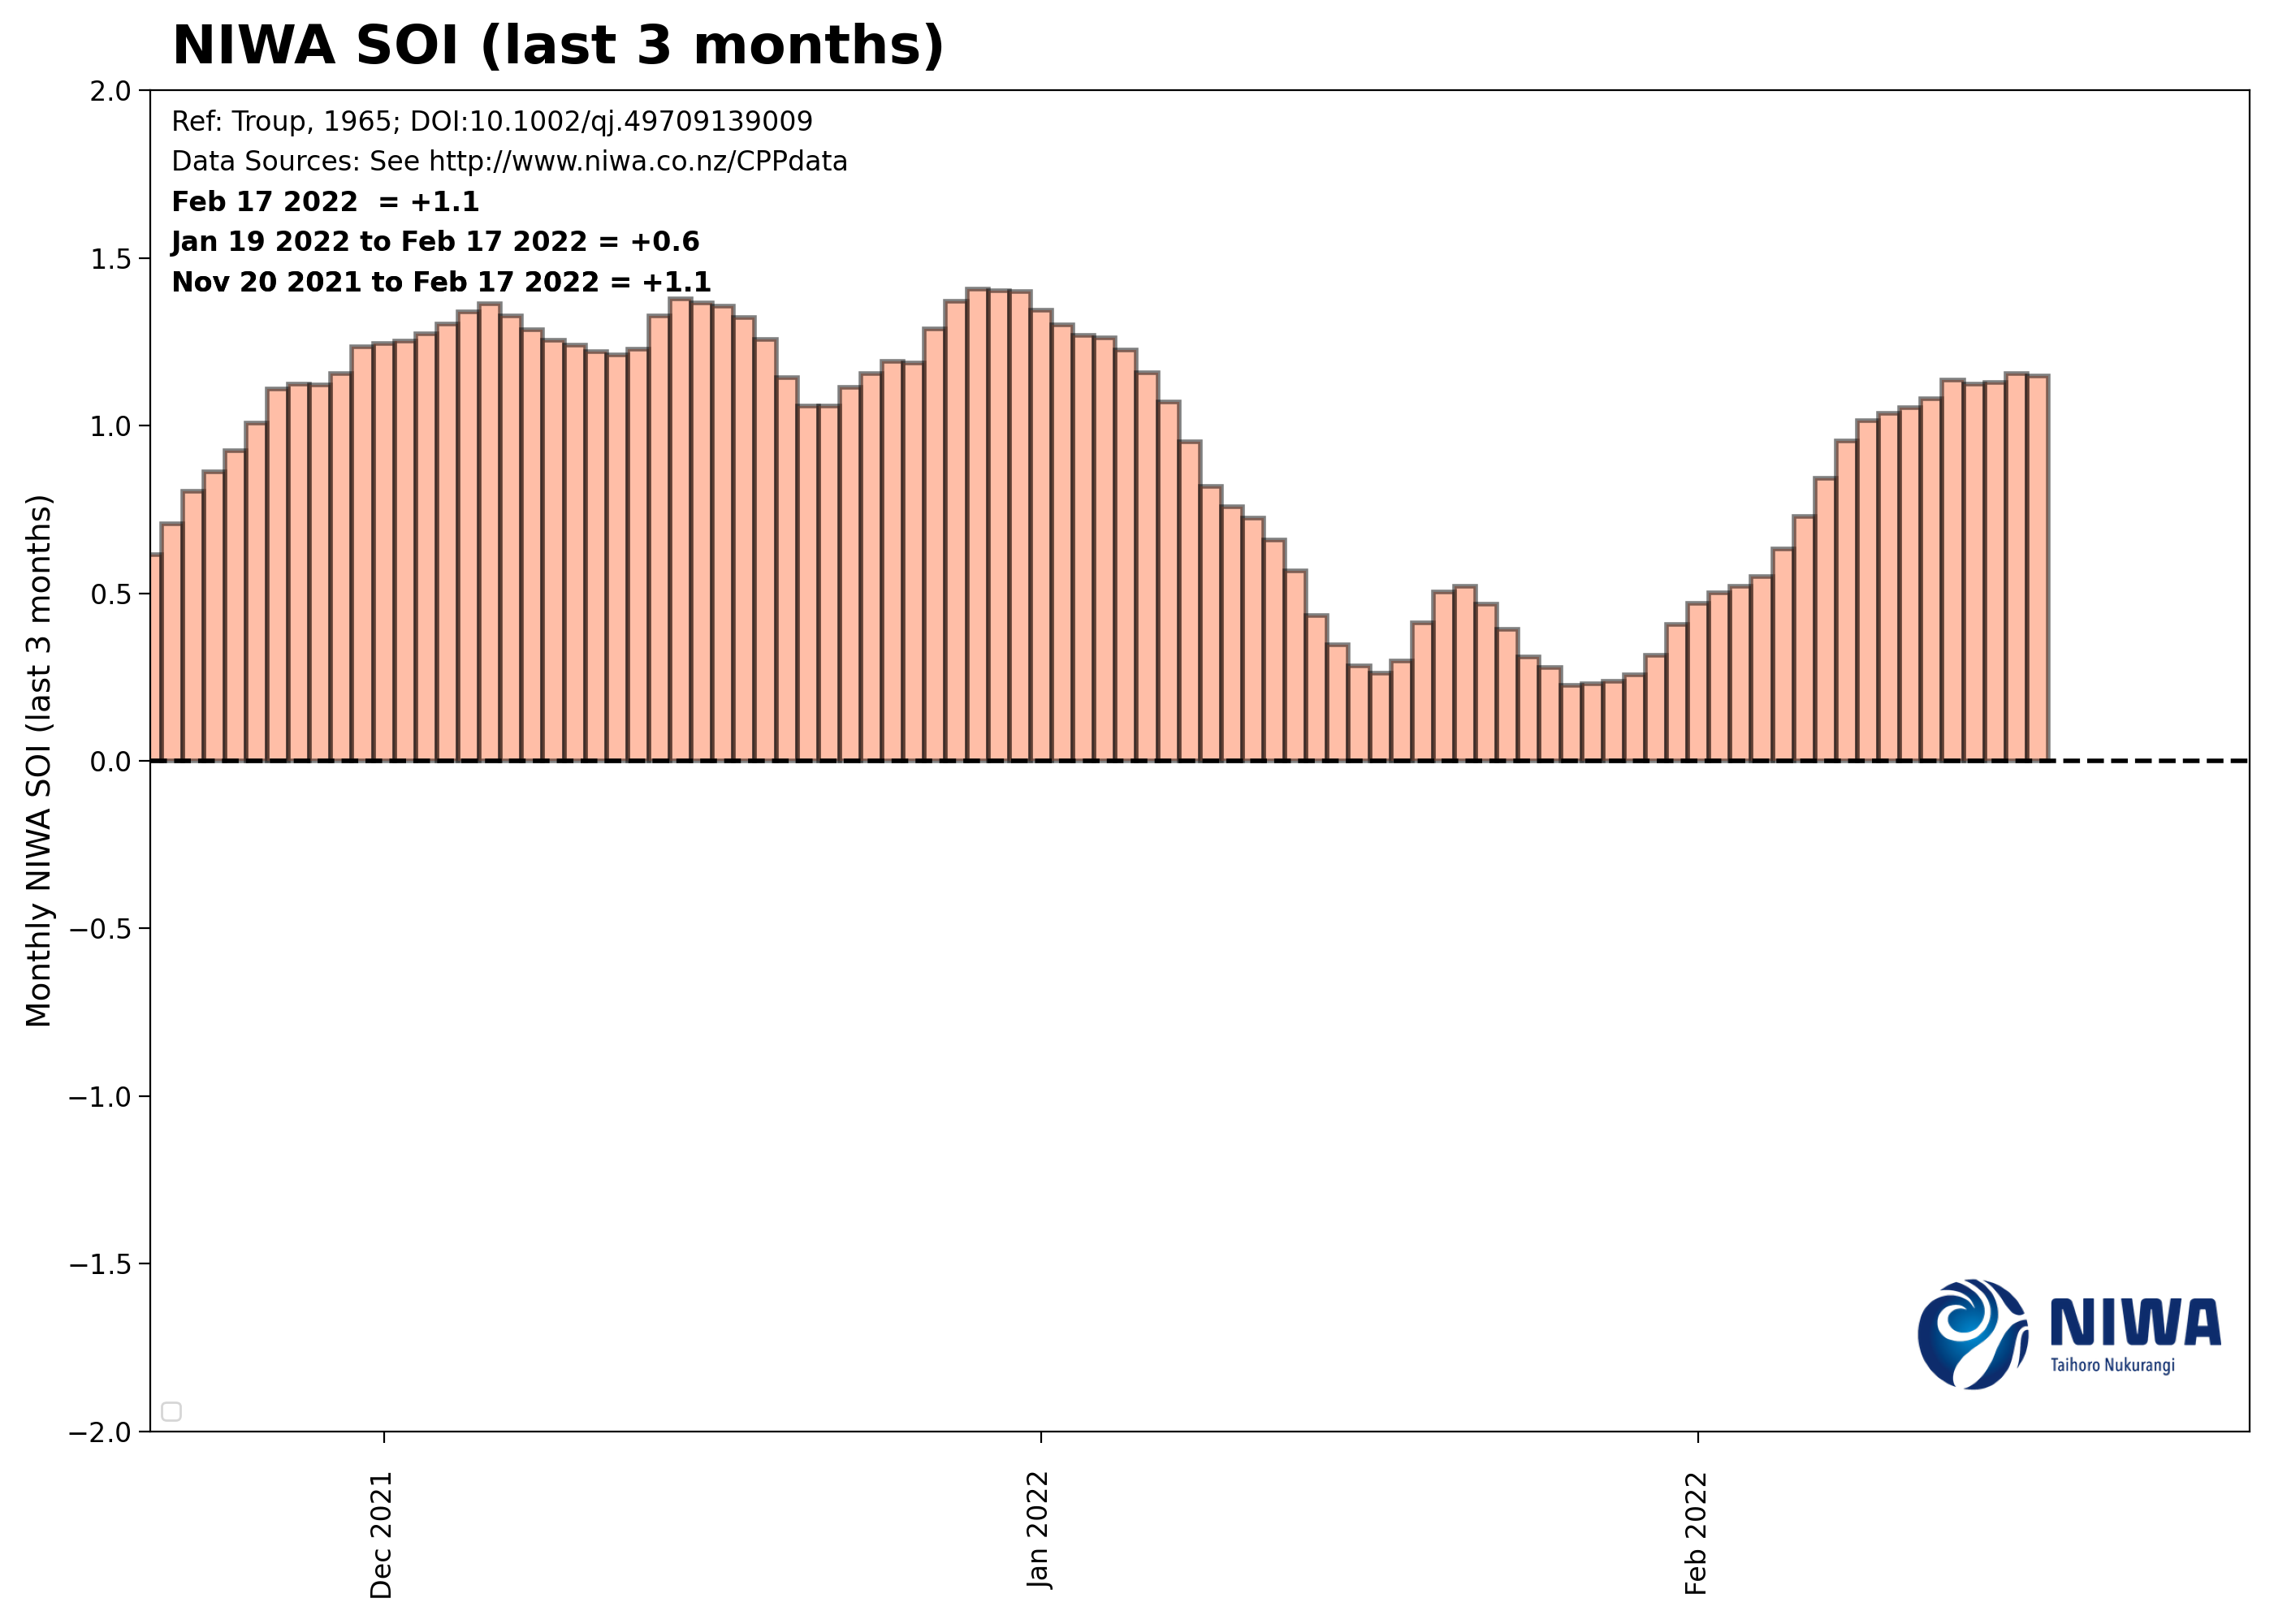 NIWA SOI (last 3 months)
Ref: Troup, 1965; DOI:10.1002/qj.49709139009
Data Sources: See http://www.niwa.co.nz/CPPdata
Feb 17 2022  = +1.1
Jan 19 2022 to Feb 17 2022 = +0.6
Nov 20 2021 to Feb 17 2022 = +1.1
Monthly NIWA SOI (last 3 months)
2.0
1.5
1.0
0.5
0.0
−0.5
−1.0
−1.5
−2.0
NIWA
Taihoro Nukurangi
Dec 2021
Jan 2022
Feb 2022